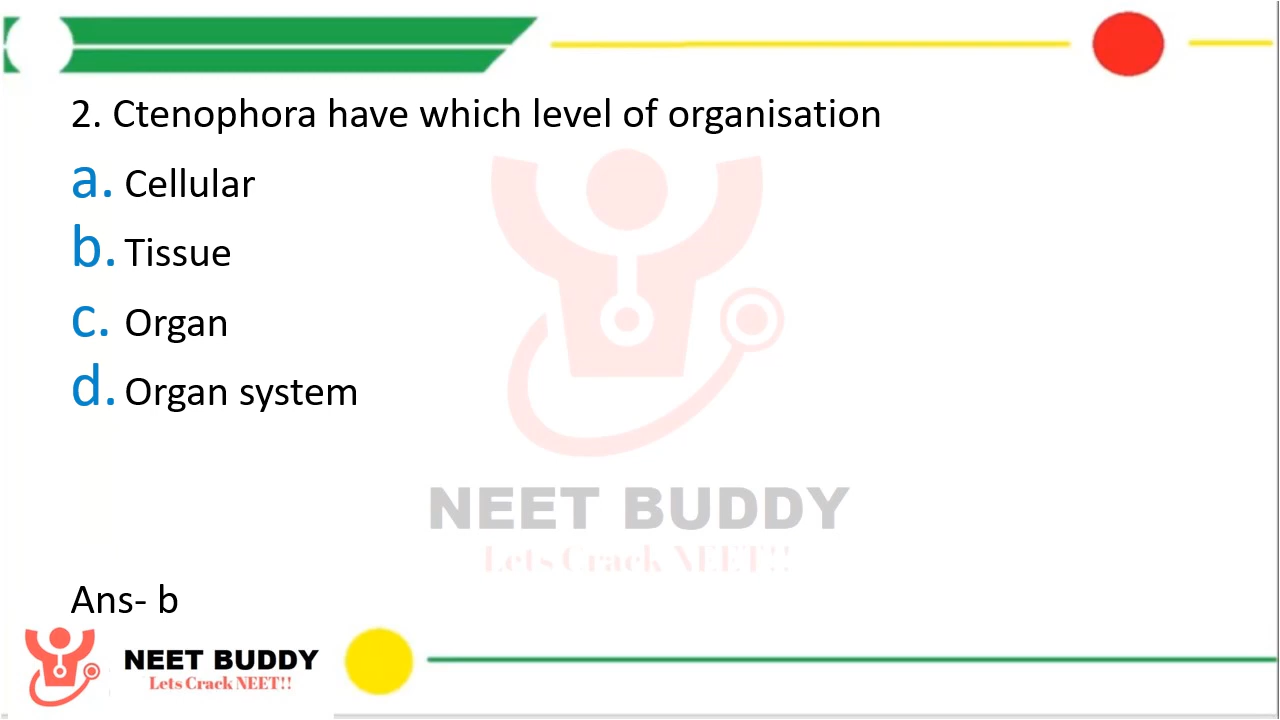 2. Ctenophora have which level of organisation
a. Cellular
b. Tissue
c. Organ
d. Organ system
NEET BUDDY
Lets Crack NEET!!
Ans- b
NEET BUDDY
Lets Crack NEET!!